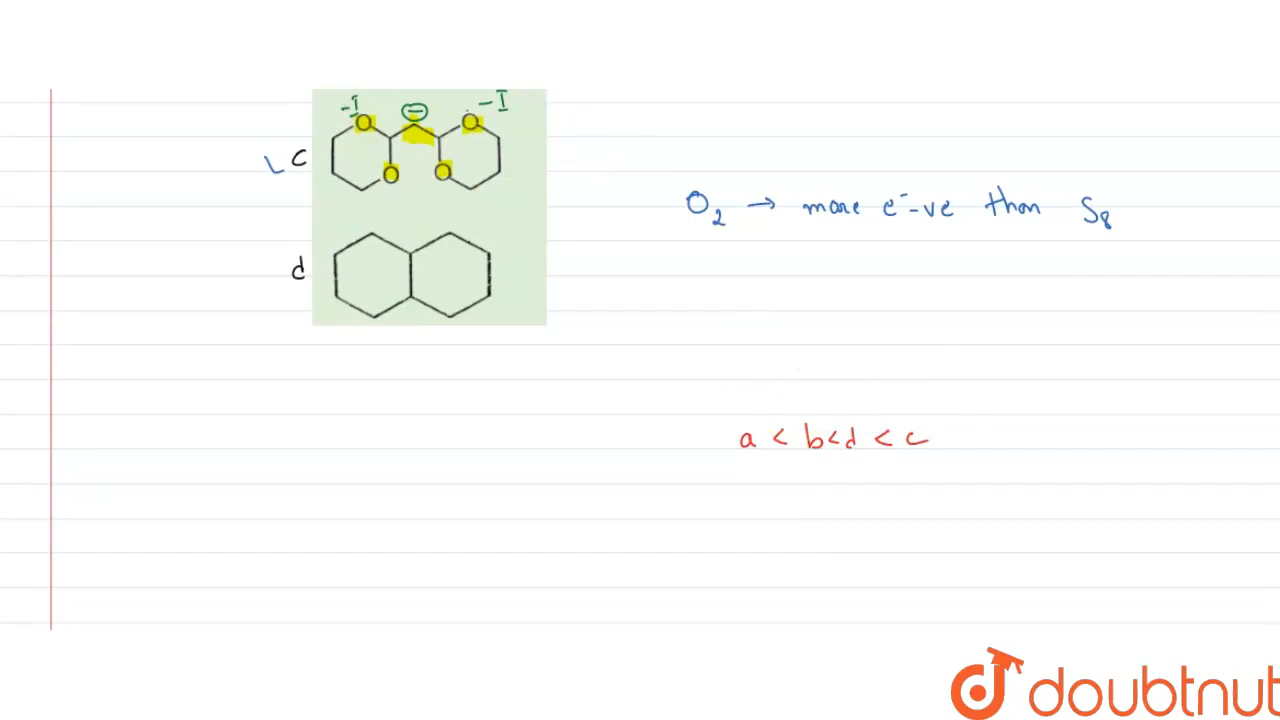 -I ⊖ -I
O O
c
O O
O₂ → more e⁻-ve than S₈
d
a < b < d < c
doubtnut